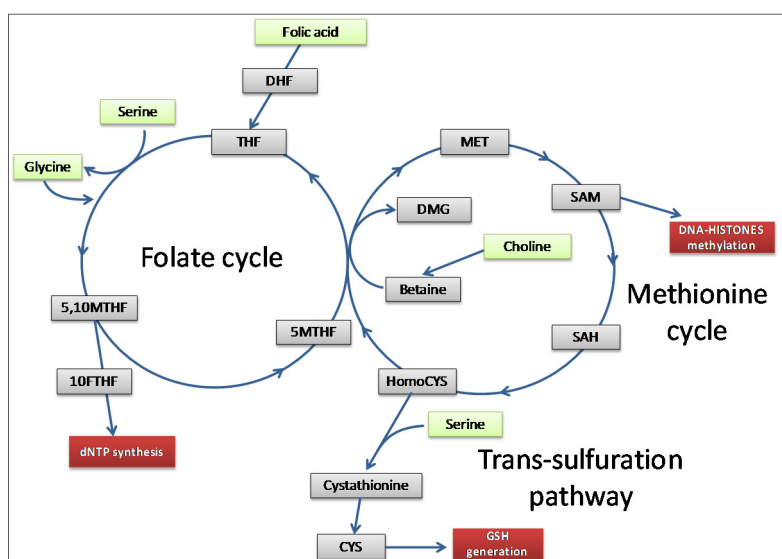 Folic acid
DHF
Serine
THF
MET
Glycine
SAM
DMG
DNA-HISTONES
methylation
Choline
Folate cycle
Betaine
Methionine
cycle
5,10MTHF
5MTHF
SAH
10FTHF
HomoCYS
Serine
dNTP synthesis
Trans-sulfuration
pathway
Cystathionine
CYS
GSH
generation